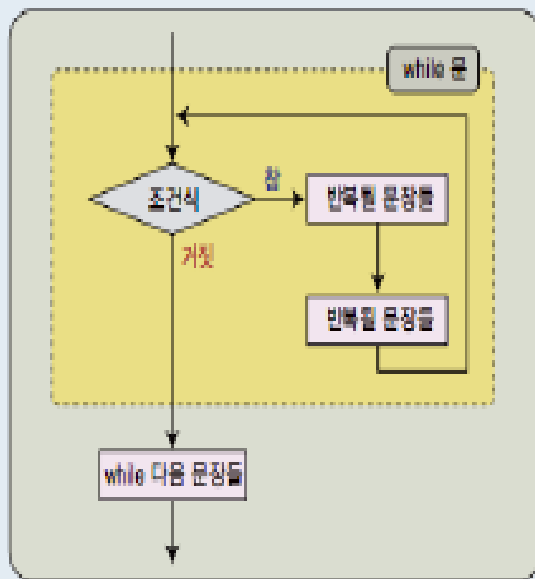 while 문
조건식
참
거짓
반복될 문장들
반복될 문장들
while 다음 문장들